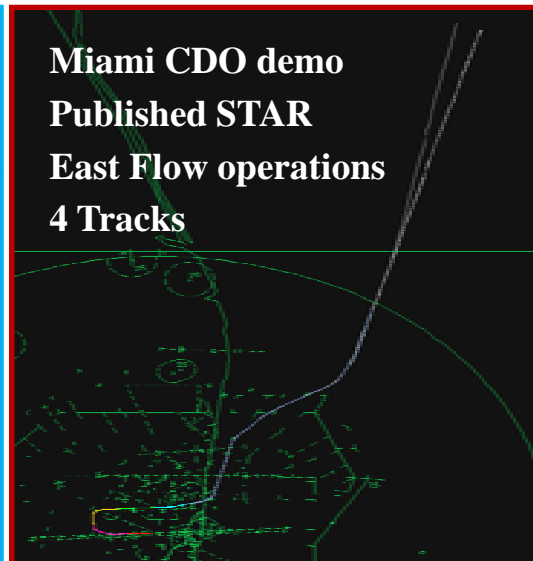 Miami CDO demo
Published STAR
East Flow operations
4 Tracks